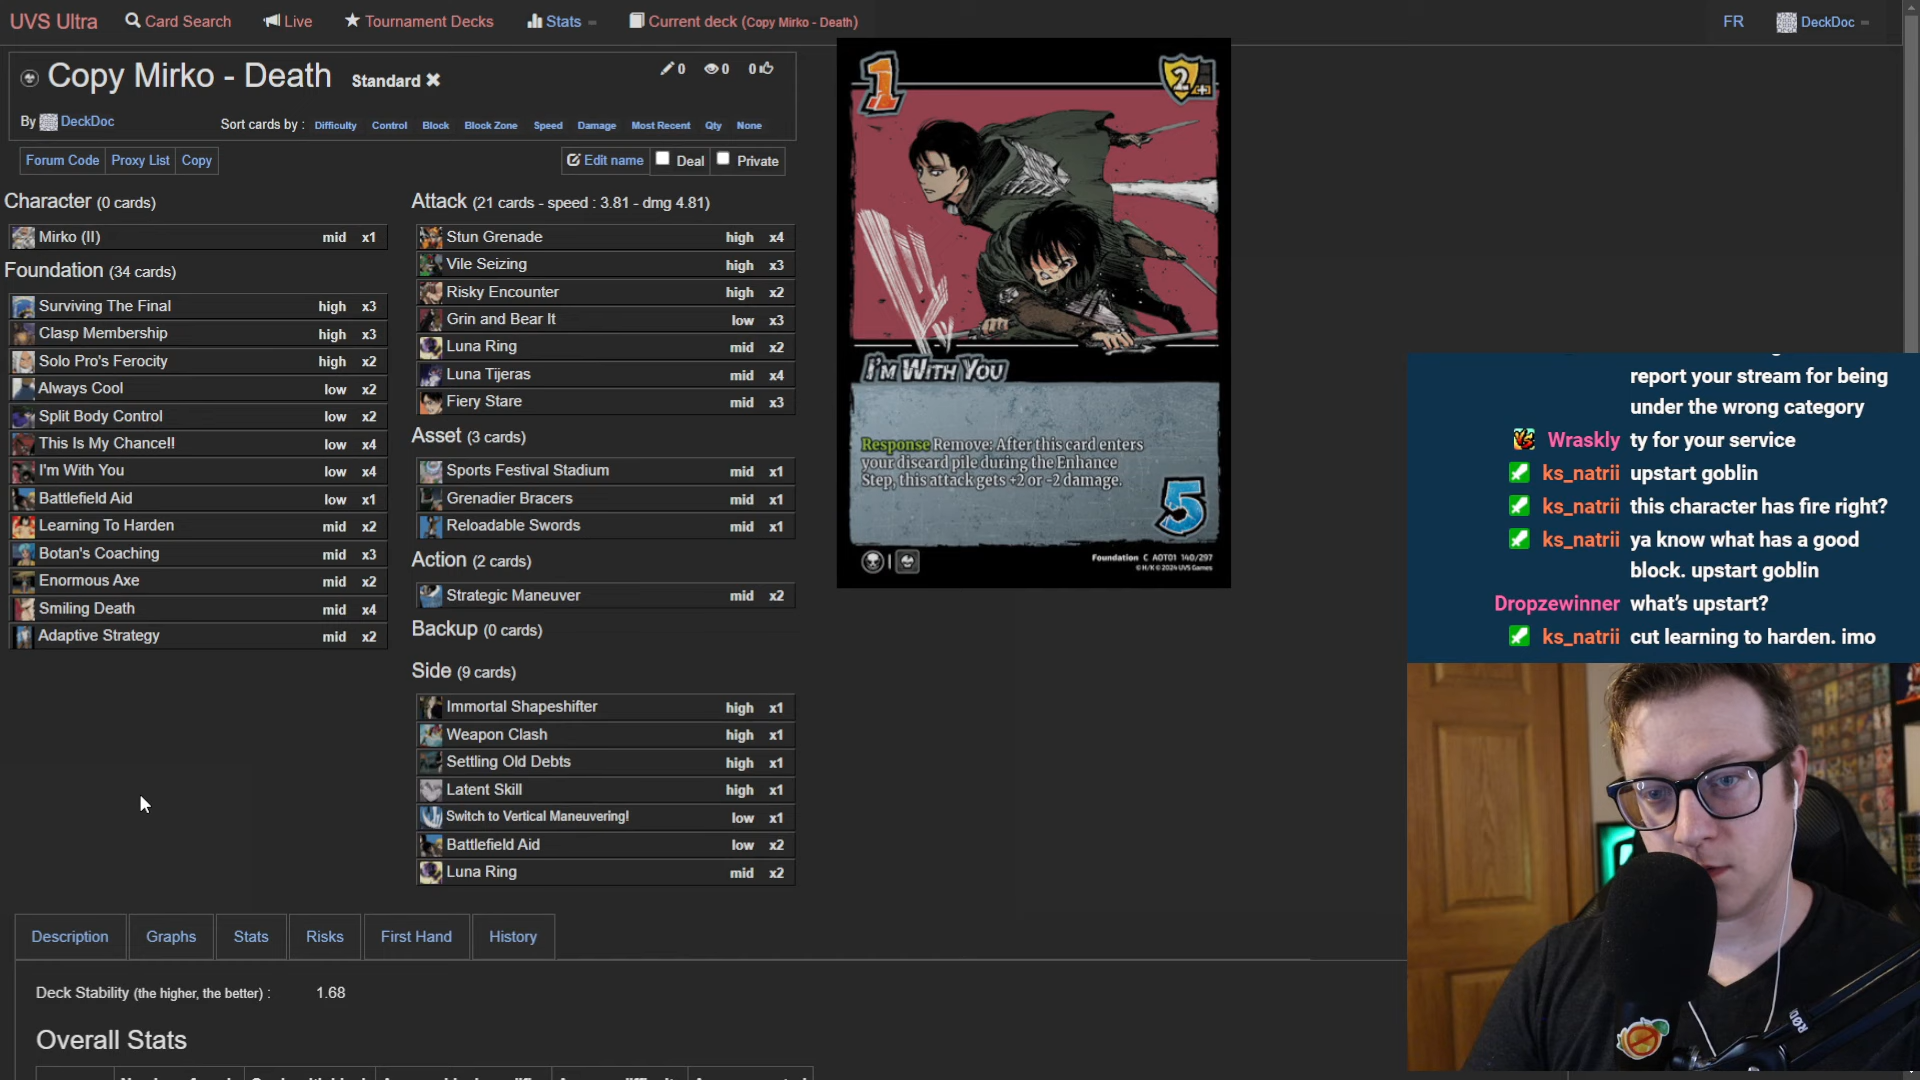 UVS Ultra
Card Search
Live
Tournament Decks
Stats
Current deck (Copy Mirko - Death)
FR
DeckDoc
Copy Mirko - Death
Standard
0
0
0
By DeckDoc
Sort cards by : Difficulty Control Block Block Zone Speed Damage Most Recent Qty None
Forum Code
Proxy List
Copy
Edit name
Deal
Private
Character (0 cards)
Mirko (II) mid x1
Foundation (34 cards)
Surviving The Final high x3
Clasp Membership high x3
Solo Pro's Ferocity high x2
Always Cool low x2
Split Body Control low x2
This Is My Chance!! low x4
I'm With You low x4
Battlefield Aid low x1
Learning To Harden mid x2
Botan's Coaching mid x3
Enormous Axe mid x2
Smiling Death mid x4
Adaptive Strategy mid x2
Attack (21 cards - speed : 3.81 - dmg 4.81)
Stun Grenade high x4
Vile Seizing high x3
Risky Encounter high x2
Grin and Bear It low x3
Luna Ring mid x2
Luna Tijeras mid x4
Fiery Stare mid x3
Asset (3 cards)
Sports Festival Stadium mid x1
Grenadier Bracers mid x1
Reloadable Swords mid x1
Action (2 cards)
Strategic Maneuver mid x2
Backup (0 cards)
Side (9 cards)
Immortal Shapeshifter high x1
Weapon Clash high x1
Settling Old Debts high x1
Latent Skill high x1
Switch to Vertical Maneuvering! low x1
Battlefield Aid low x2
Luna Ring mid x2
1
2
I'M WITH YOU
Response Remove: After this card enters
your discard pile during the Enhance
Step, this attack gets +2 or -2 damage.
5
Foundation C AOT01 140/297
© H/K © 2024 UVS Games
report your stream for being
under the wrong category
Wraskly ty for your service
ks_natrii upstart goblin
ks_natrii this character has fire right?
ks_natrii ya know what has a good
block. upstart goblin
Dropzewinner what's upstart?
ks_natrii cut learning to harden. imo
RØD
Description
Graphs
Stats
Risks
First Hand
History
Deck Stability (the higher, the better) : 1.68
Overall Stats